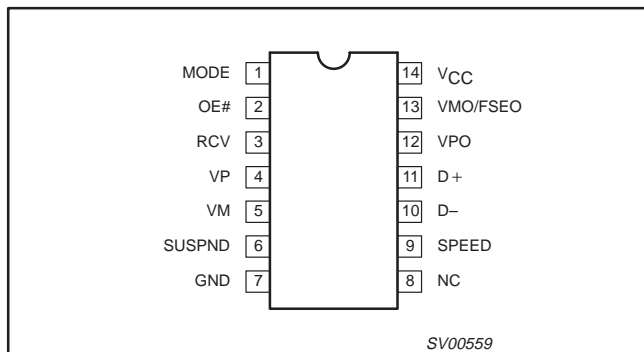 MODE 1 14 VCC
OE# 2 13 VMO/FSEO
RCV 3 12 VPO
VP 4 11 D+
VM 5 10 D–
SUSPND 6 9 SPEED
GND 7 8 NC
SV00559